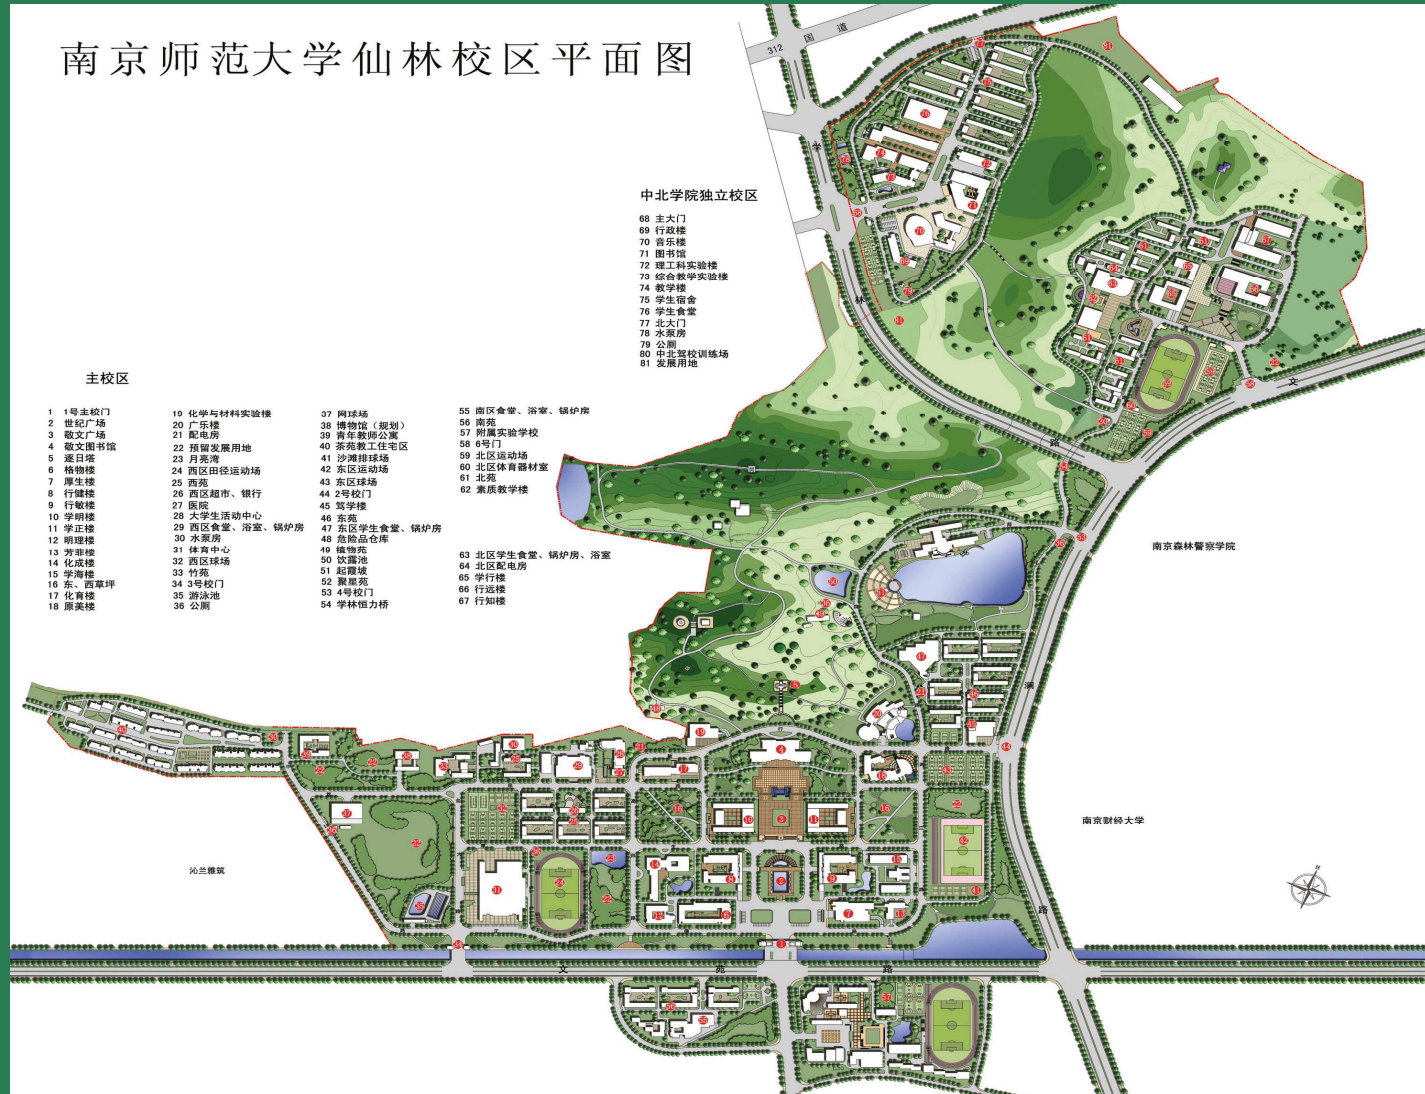 南京师范大学仙林校区平面图
312 国道
中北学院独立校区
68 主大门
69 行政楼
70 音乐楼
71 图书馆
72 理工科实验楼
73 综合教学实验楼
74 教学楼
75 学生宿舍
76 学生食堂
77 北大门
78 水泵房
79 公厕
80 中北驾校训练场
81 发展用地
主校区
1 1号主校门
2 世纪广场
3 敬文广场
4 敬文图书馆
5 逐日塔
6 格物楼
7 厚生楼
8 行健楼
9 行敏楼
10 学明楼
11 学正楼
12 明理楼
13 芳菲楼
14 化成楼
15 学海楼
16 东、西草坪
17 化育楼
18 原美楼
19 化学与材料实验楼
20 广乐楼
21 配电房
22 预留发展用地
23 月亮湾
24 西区田径运动场
25 西苑
26 西区超市、银行
27 医院
28 大学生活动中心
29 西区食堂、浴室、锅炉房
30 水泵房
31 体育中心
32 西区球场
33 竹苑
34 3号校门
35 游泳池
36 公厕
37 网球场
38 博物馆（规划）
39 青年教师公寓
40 茶苑教工住宅区
41 沙滩排球场
42 东区运动场
43 东区球场
44 2号校门
45 笃学楼
46 东苑
47 东区学生食堂、锅炉房
48 危险品仓库
49 植物苑
50 饮露池
51 起霞坡
52 聚星苑
53 4号校门
54 学林恒力桥
55 南区食堂、浴室、锅炉房
56 南苑
57 附属实验学校
58 6号门
59 北区运动场
60 北区体育器材室
61 北苑
62 素质教学楼
63 北区学生食堂、锅炉房、浴室
64 北区配电房
65 学行楼
66 行远楼
67 行知楼
学林路
文澜路
南京森林警察学院
南京财经大学
沁兰雅筑
文苑路